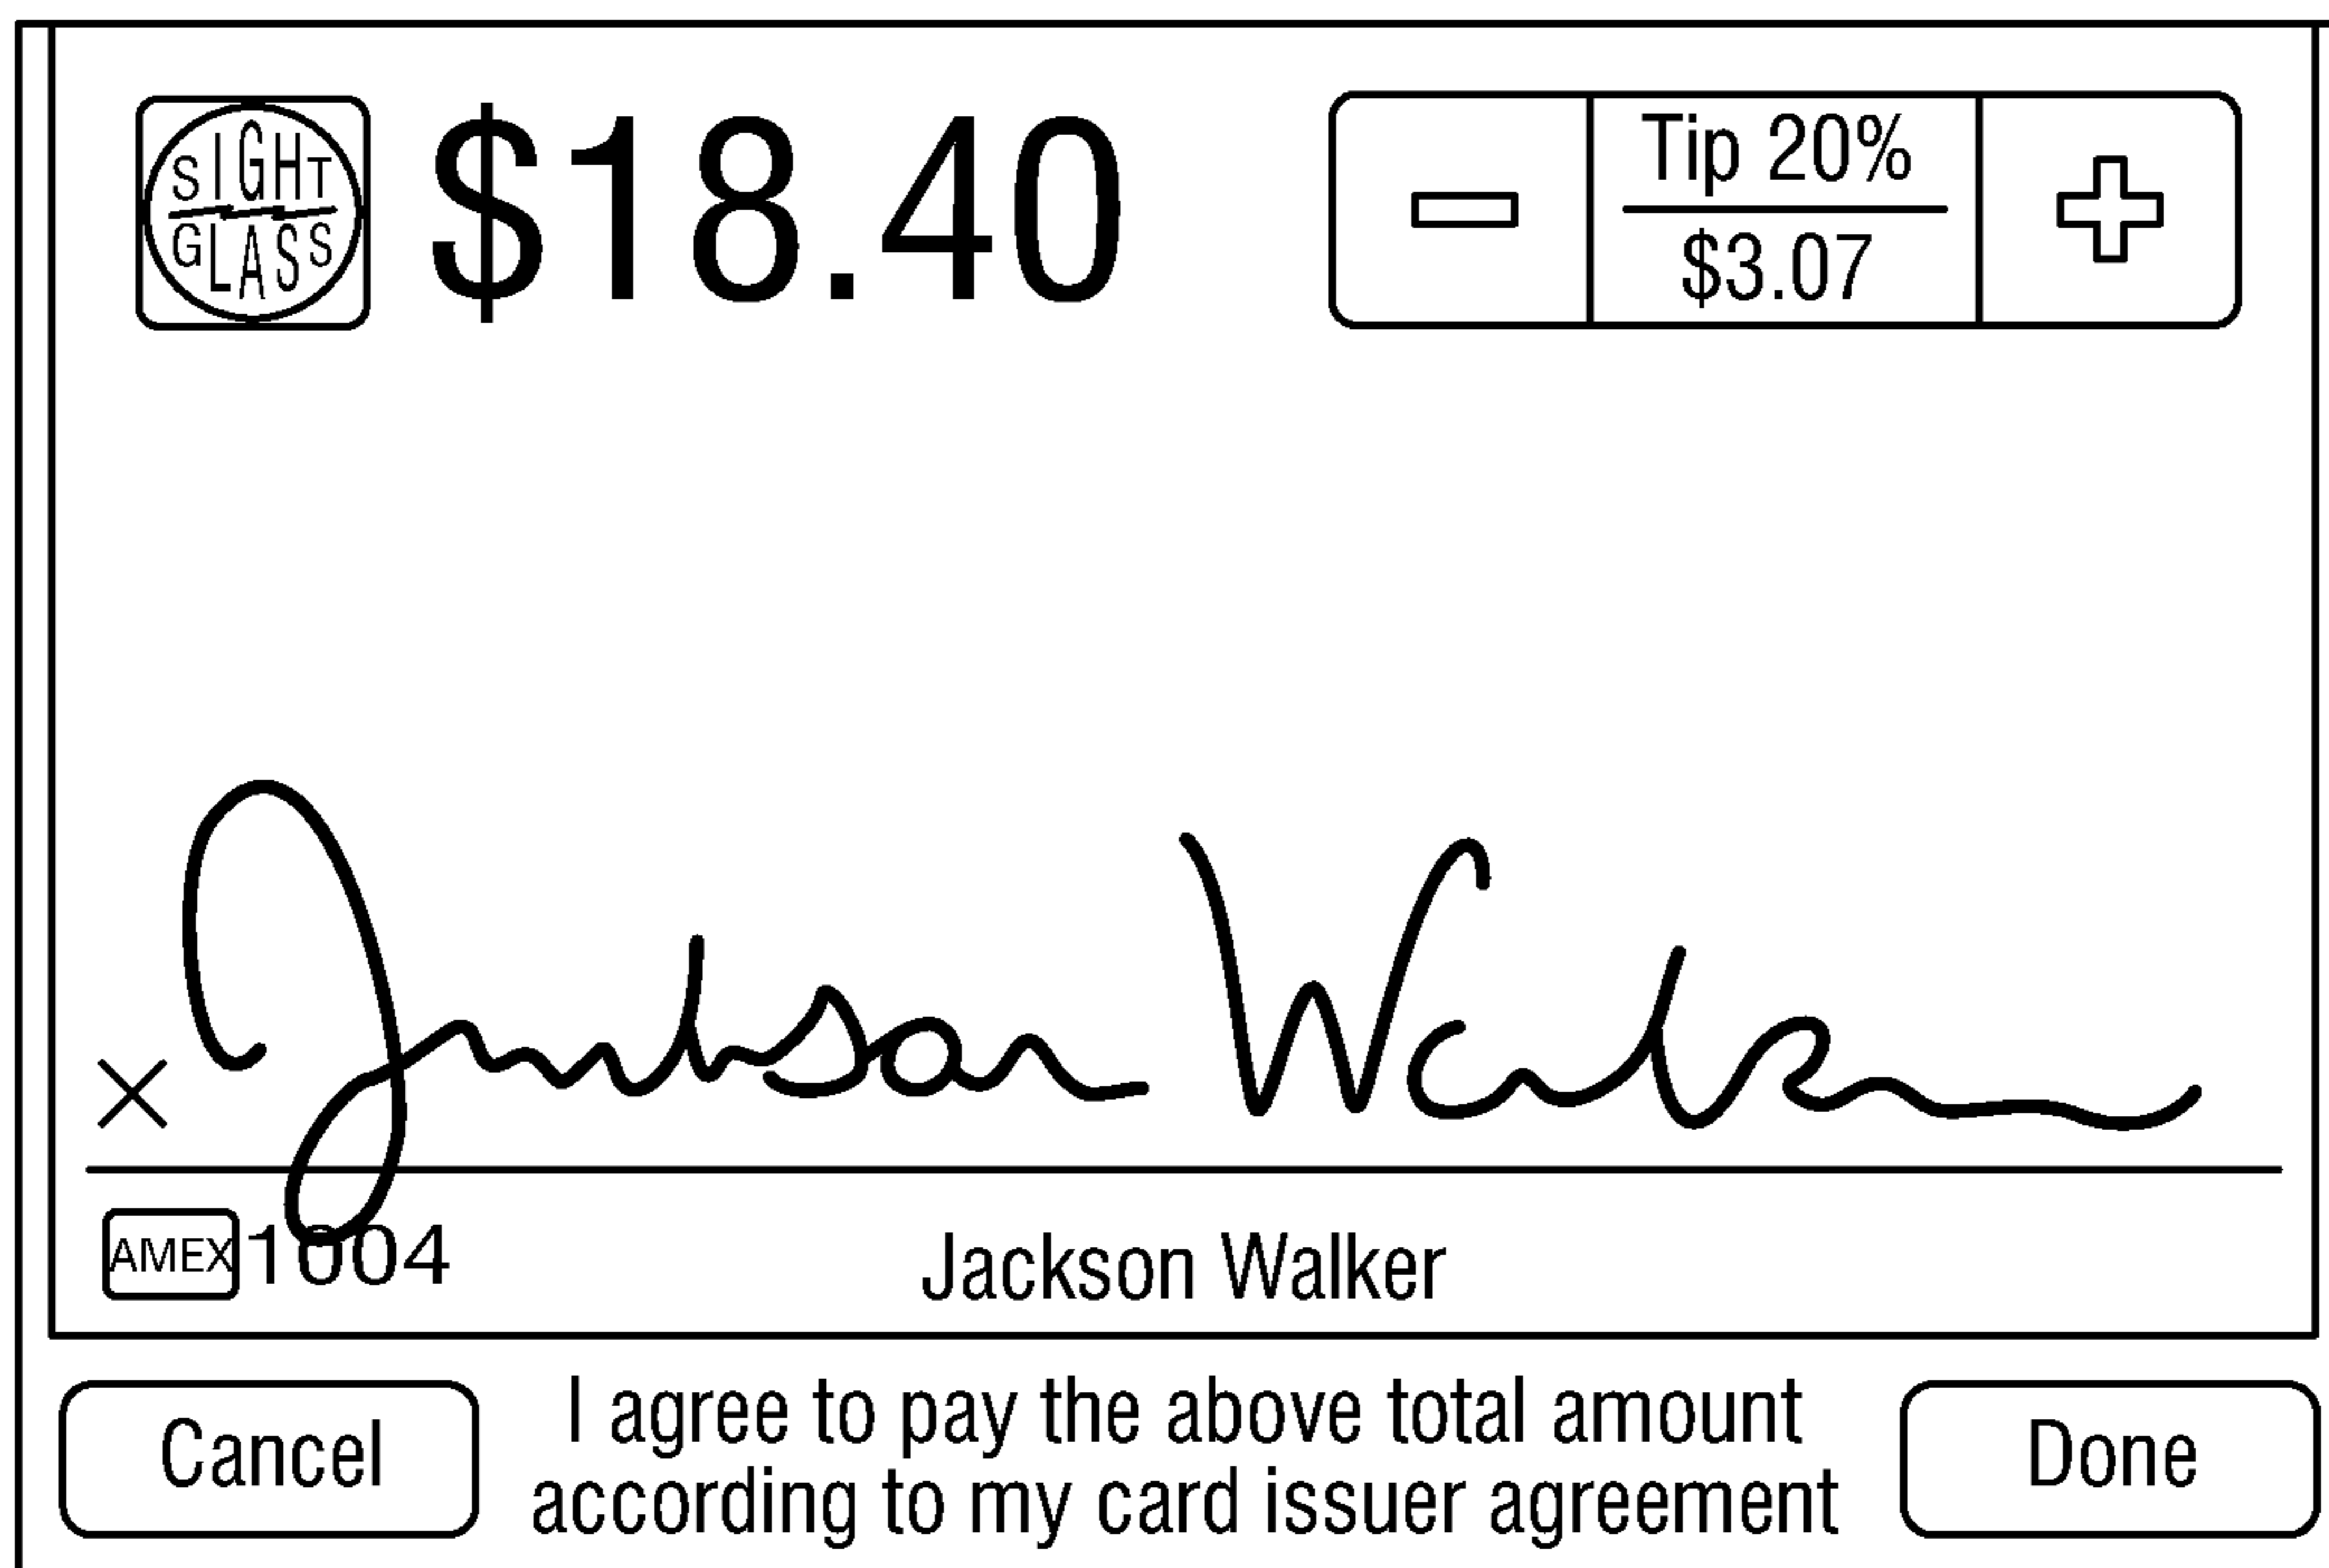 SIGHT
GLASS
$18.40
Tip 20%
$3.07
Jackson Walker
AMEX 1004
Jackson Walker
Cancel
I agree to pay the above total amount
according to my card issuer agreement
Done